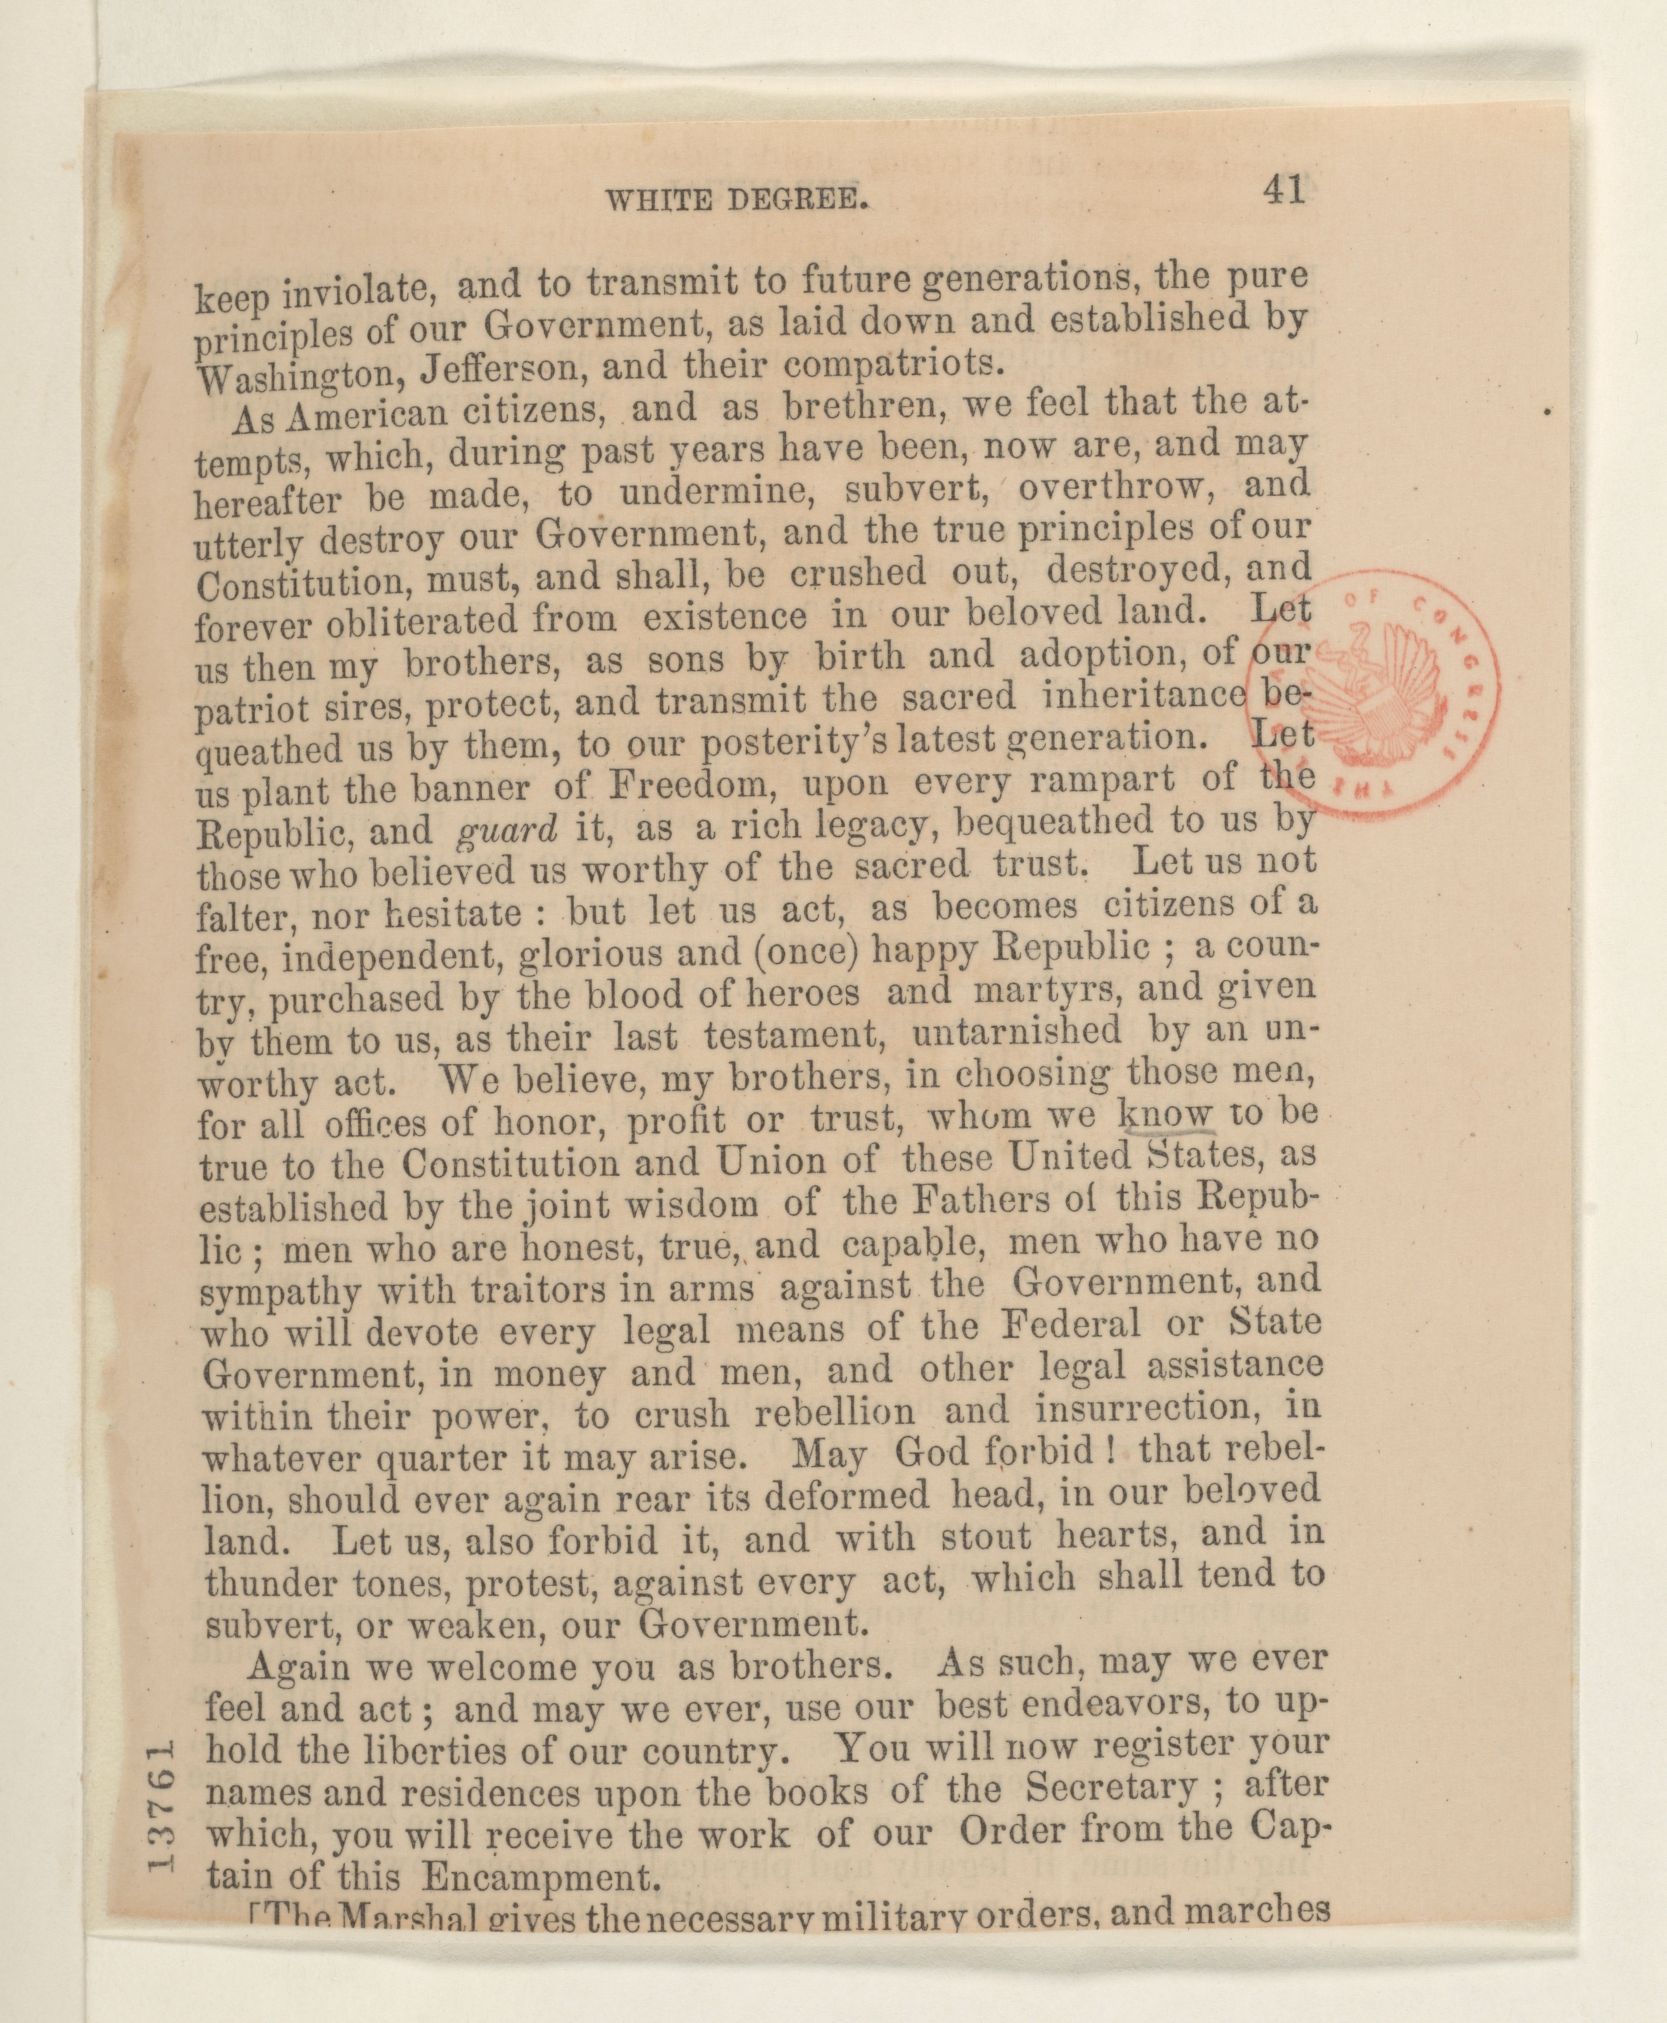 WHITE DEGREE. 41
keep inviolate, and to transmit to future generations, the pure
principles of our Government, as laid down and established by
Washington, Jefferson, and their compatriots.
As American citizens, and as brethren, we feel that the at-
tempts, which, during past years have been, now are, and may
hereafter be made, to undermine, subvert, overthrow, and
utterly destroy our Government, and the true principles of our
Constitution, must, and shall, be crushed out, destroyed, and
forever obliterated from existence in our beloved land. Let
us then my brothers, as sons by birth and adoption, of our
patriot sires, protect, and transmit the sacred inheritance be-
queathed us by them, to our posterity's latest generation. Let
us plant the banner of Freedom, upon every rampart of the
Republic, and guard it, as a rich legacy, bequeathed to us by
those who believed us worthy of the sacred trust. Let us not
falter, nor hesitate : but let us act, as becomes citizens of a
free, independent, glorious and (once) happy Republic ; a coun-
try, purchased by the blood of heroes and martyrs, and given
by them to us, as their last testament, untarnished by an un-
worthy act. We believe, my brothers, in choosing those men,
for all offices of honor, profit or trust, whom we know to be
true to the Constitution and Union of these United States, as
established by the joint wisdom of the Fathers of this Repub-
lic ; men who are honest, true, and capable, men who have no
sympathy with traitors in arms against the Government, and
who will devote every legal means of the Federal or State
Government, in money and men, and other legal assistance
within their power, to crush rebellion and insurrection, in
whatever quarter it may arise. May God forbid ! that rebel-
lion, should ever again rear its deformed head, in our beloved
land. Let us, also forbid it, and with stout hearts, and in
thunder tones, protest, against every act, which shall tend to
subvert, or weaken, our Government.
Again we welcome you as brothers. As such, may we ever
feel and act ; and may we ever, use our best endeavors, to up-
hold the liberties of our country. You will now register your
names and residences upon the books of the Secretary ; after
which, you will receive the work of our Order from the Cap-
tain of this Encampment.
[The Marshal gives the necessary military orders, and marches
13761
OF CONGRESS
THE